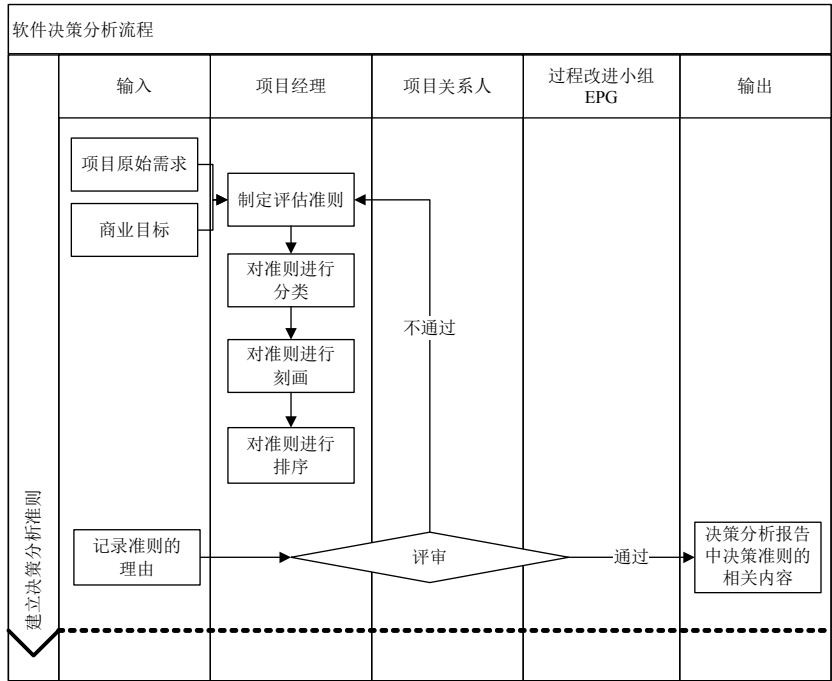 软件决策分析流程
输入
项目经理
项目关系人
过程改进小组
EPG
输出
项目原始需求
商业目标
制定评估准则
对准则进行
分类
对准则进行
刻画
对准则进行
排序
不通过
记录准则的
理由
评审
通过
决策分析报告
中决策准则的
相关内容
建立决策分析准则